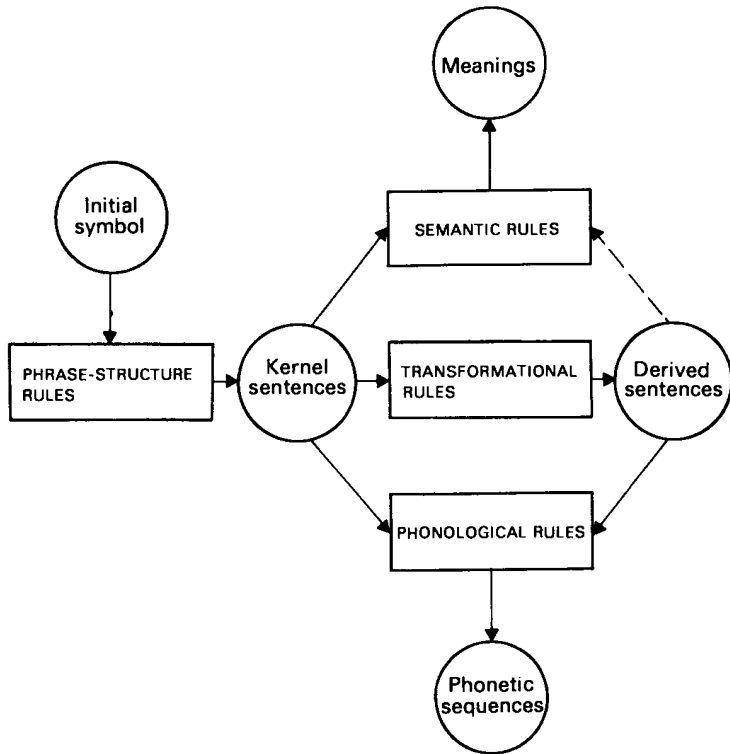 Meanings
Initial
symbol
SEMANTIC RULES
PHRASE-STRUCTURE
RULES
Kernel
sentences
TRANSFORMATIONAL
RULES
Derived
sentences
PHONOLOGICAL RULES
Phonetic
sequences